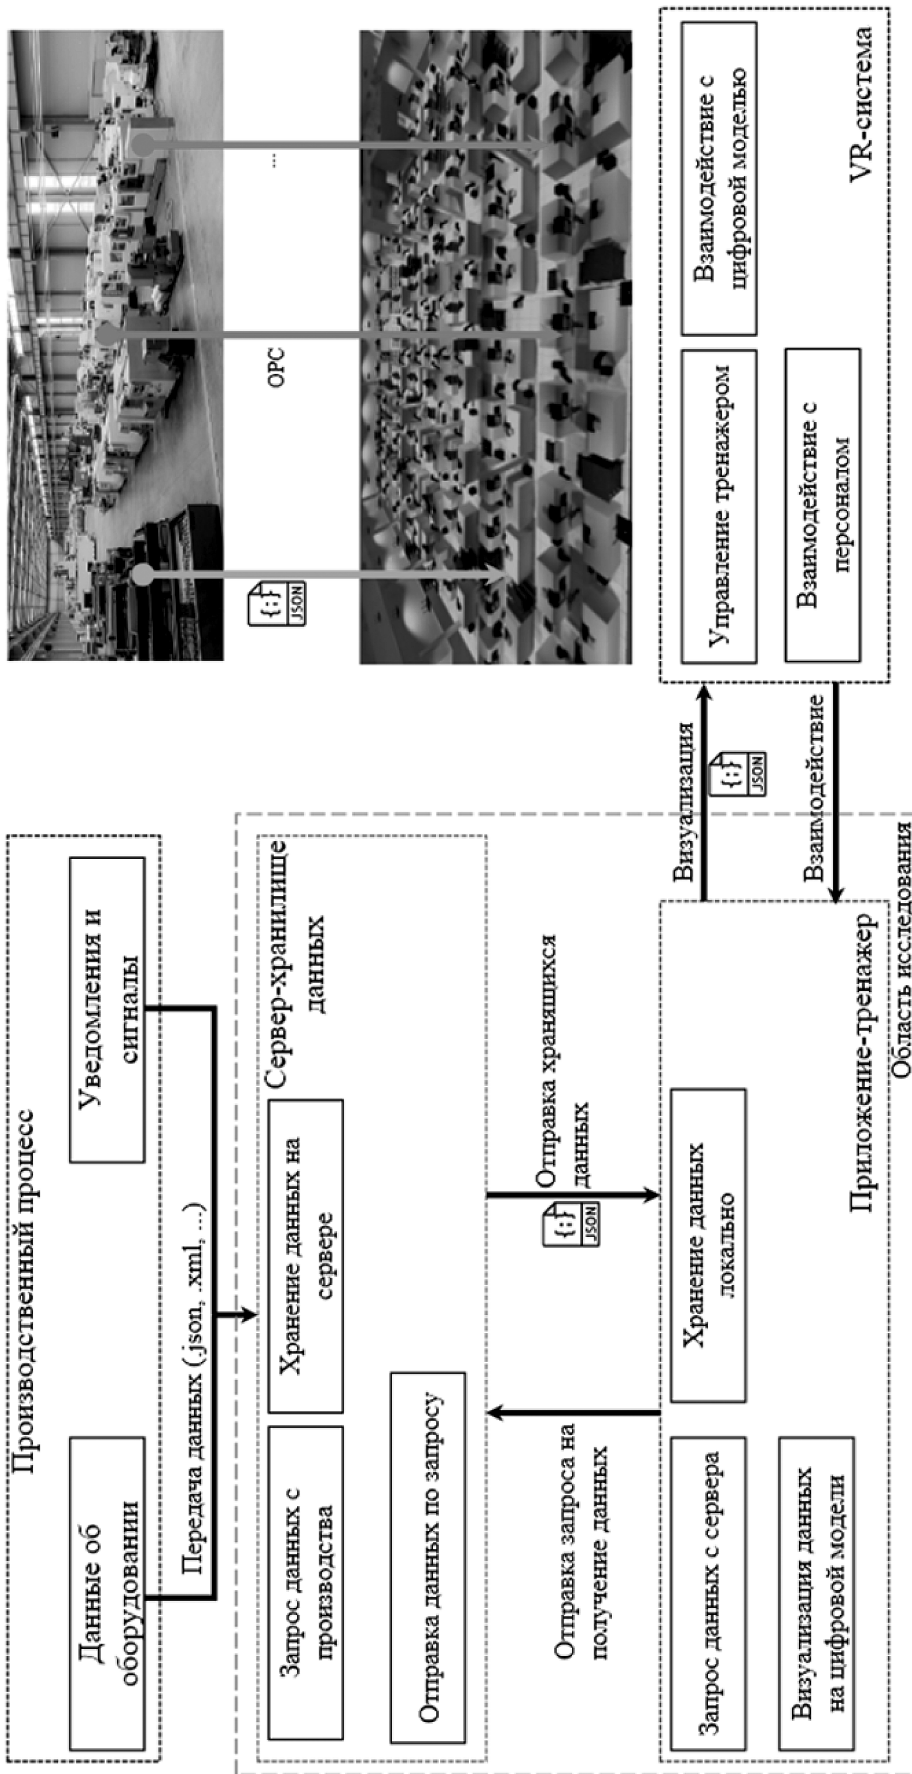 Производственный процесс
Данные об
оборудовании
Уведомления и
сигналы
Передача данных (.json, .xml, ...)
Запрос данных с
производства
Хранение данных на
сервере
Сервер-хранилище
данных
Отправка данных по запросу
Отправка запроса на
получение данных
{:}
JSON
Отправка хранящихся
данных
Запрос данных с сервера
Хранение данных
локально
Визуализация данных
на цифровой модели
Приложение-тренажер
Область исследования
Визуализация
{:}
JSON
Взаимодействие
{:}
JSON
OPC
...
Управление тренажером
Взаимодействие с
цифровой моделью
Взаимодействие с
персоналом
VR-система